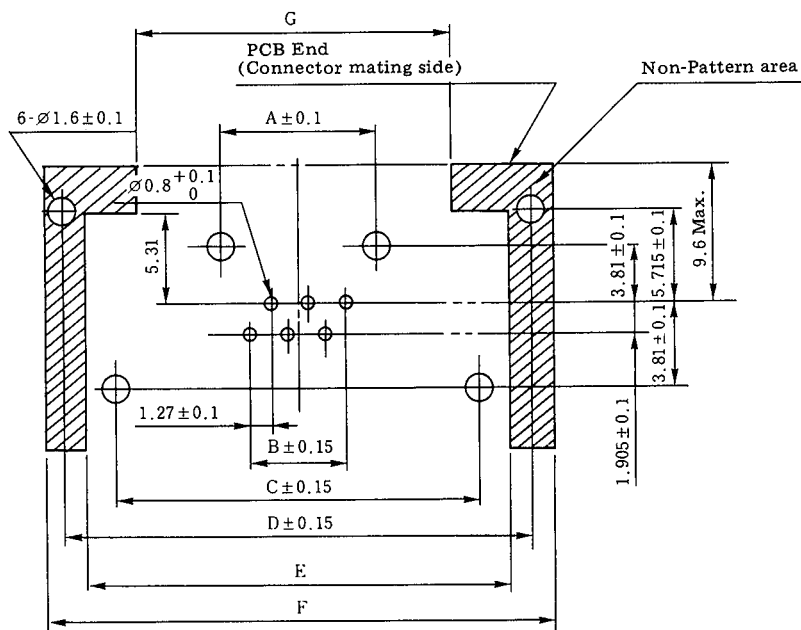 G
PCB End
(Connector mating side)
Non-Pattern area
6-Ø1.6±0.1
A±0.1
Ø0.8 +0.1 0
5.31
3.81±0.1
5.715±0.1
9.6 Max.
3.81±0.1
1.905±0.1
1.27±0.1
B±0.15
C±0.15
D±0.15
E
F